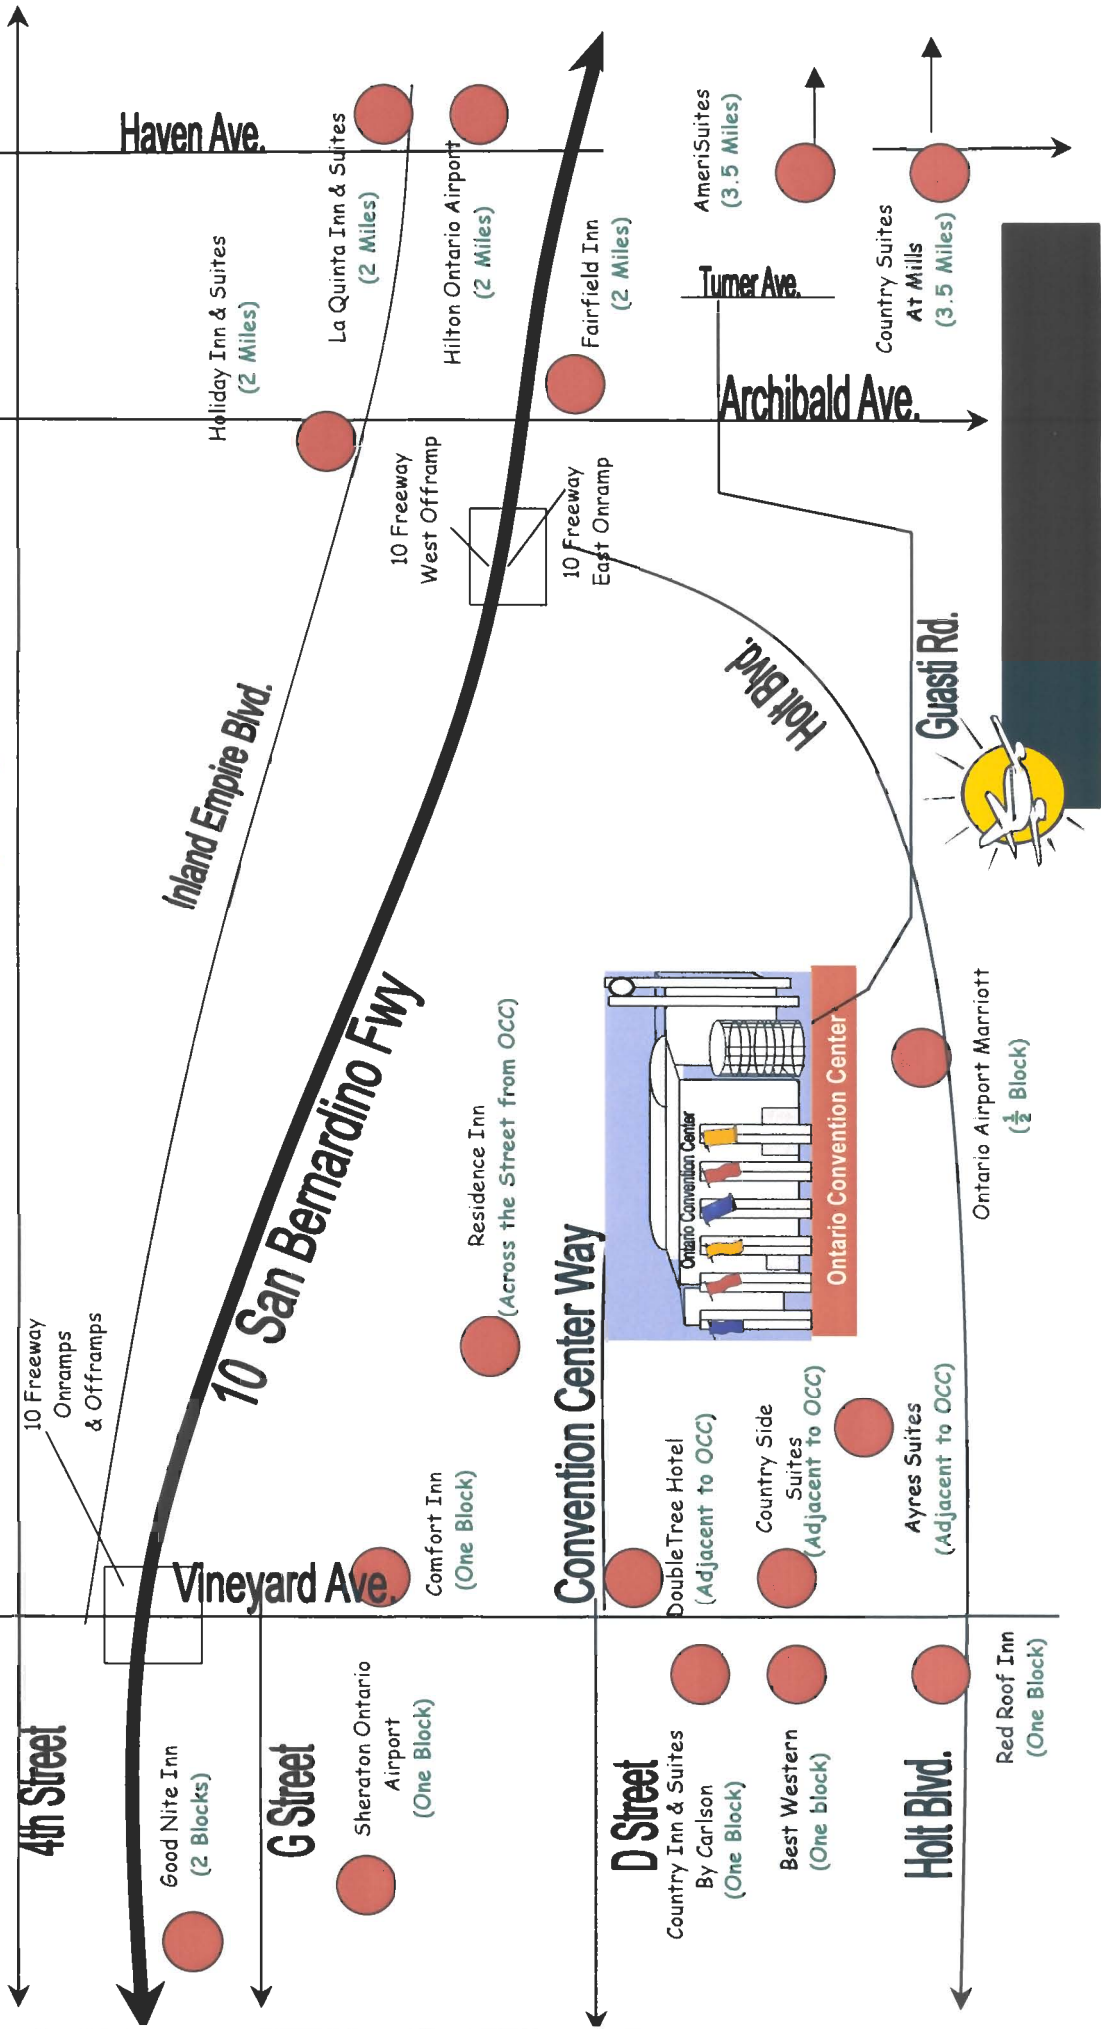 4th Street
10 Freeway
Onramps
& Offramps
Haven Ave.
Inland Empire Blvd.
Holiday Inn & Suites
(2 Miles)
La Quinta Inn & Suites
(2 Miles)
Good Nite Inn
(2 Blocks)
Vineyard Ave.
10 San Bernardino Fwy
G Street
Sheraton Ontario
Airport
(One Block)
Comfort Inn
(One Block)
Residence Inn
(Across the Street from OCC)
10 Freeway
West Offramp
Hilton Ontario Airport
(2 Miles)
10 Freeway
East Onramp
Fairfield Inn
(2 Miles)
Convention Center Way
D Street
Country Inn & Suites
By Carlson
(One Block)
DoubleTree Hotel
(Adjacent to OCC)
Ontario Convention Center
Ontario Convention Center
Holt Blvd.
Archibald Ave.
Turner Ave.
AmeriSuites
(3.5 Miles)
Best Western
(One block)
Country Side
Suites
(Adjacent to OCC)
Country Suites
At Mills
(3.5 Miles)
Holt Blvd.
Ayres Suites
(Adjacent to OCC)
Guasti Rd.
Red Roof Inn
(One Block)
Ontario Airport Marriott
(½ Block)